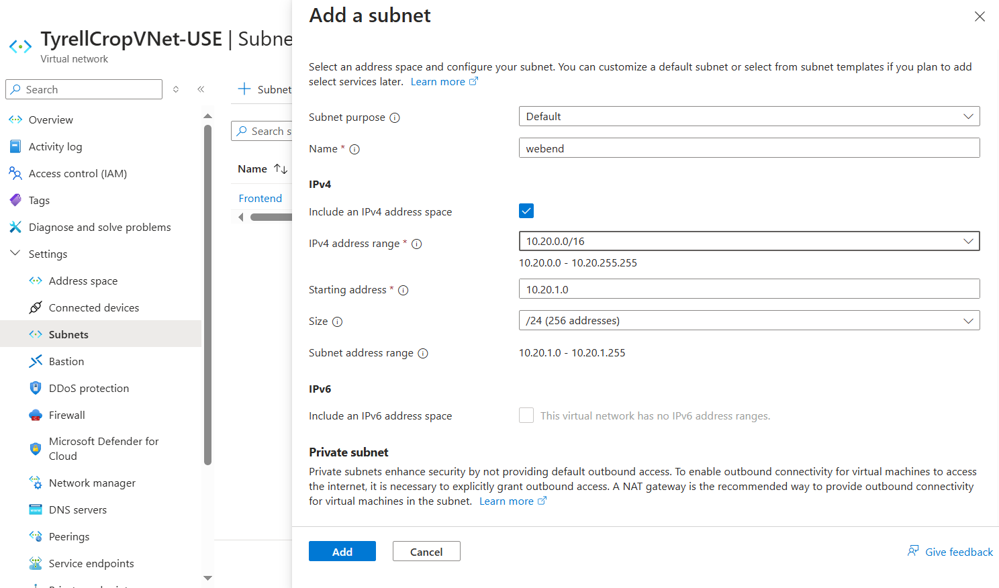 TyrellCropVNet-USE | Subne
Virtual network
Search
Overview
Activity log
Access control (IAM)
Tags
Diagnose and solve problems
Settings
Address space
Connected devices
Subnets
Bastion
DDoS protection
Firewall
Microsoft Defender for
Cloud
Network manager
DNS servers
Peerings
Service endpoints
Subnet
Search s
Name
Frontend
Add a subnet
Select an address space and configure your subnet. You can customize a default subnet or select from subnet templates if you plan to add
select services later. Learn more
Subnet purpose
Default
Name *
webend
IPv4
Include an IPv4 address space
IPv4 address range *
10.20.0.0/16
10.20.0.0 - 10.20.255.255
Starting address *
10.20.1.0
Size
/24 (256 addresses)
Subnet address range
10.20.1.0 - 10.20.1.255
IPv6
Include an IPv6 address space
This virtual network has no IPv6 address ranges.
Private subnet
Private subnets enhance security by not providing default outbound access. To enable outbound connectivity for virtual machines to access
the internet, it is necessary to explicitly grant outbound access. A NAT gateway is the recommended way to provide outbound connectivity
for virtual machines in the subnet. Learn more
Add
Cancel
Give feedback